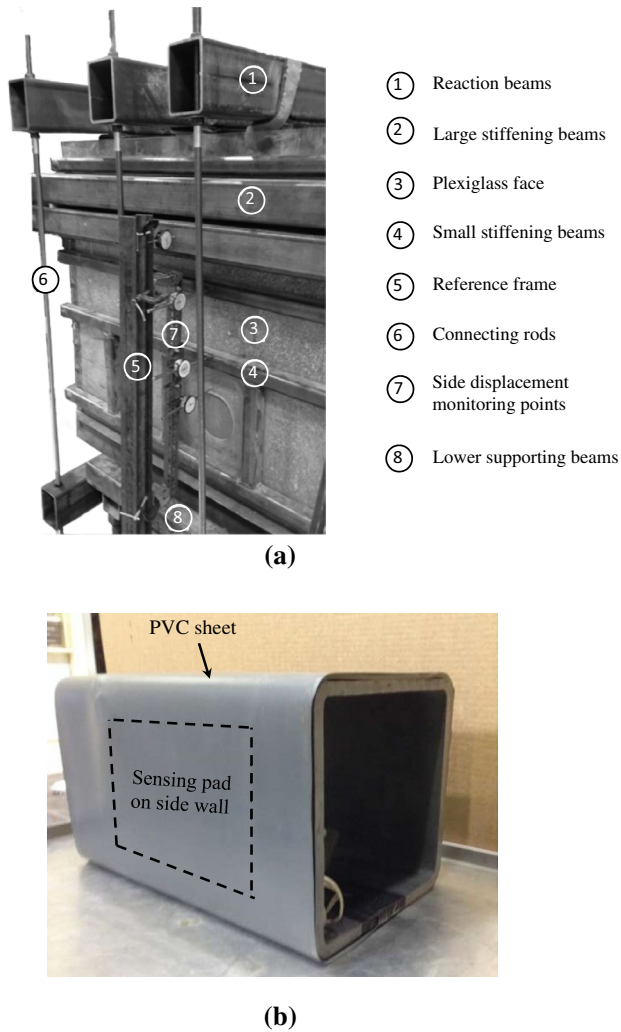 1 Reaction beams
2 Large stiffening beams
3 Plexiglass face
4 Small stiffening beams
5 Reference frame
6 Connecting rods
7 Side displacement
monitoring points
8 Lower supporting beams
1
2
6
3
7
5
4
8
(a)
PVC sheet
Sensing pad
on side wall
(b)